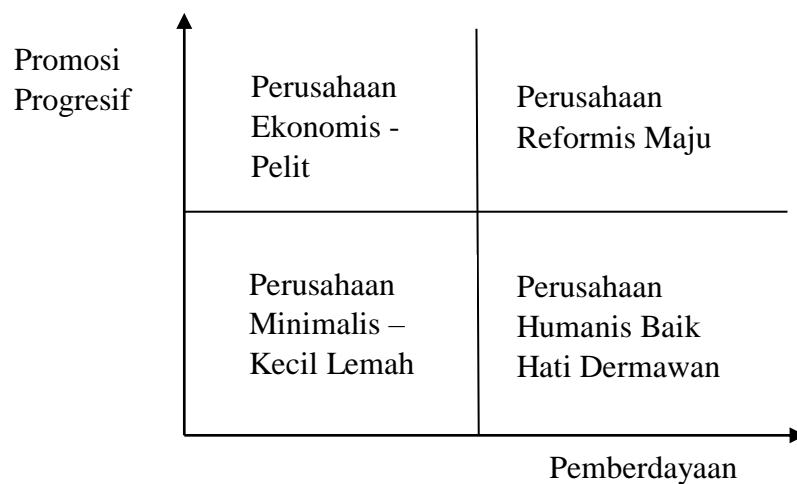 Promosi
Progresif
Perusahaan
Ekonomis -
Pelit
Perusahaan
Reformis Maju
Perusahaan
Minimalis –
Kecil Lemah
Perusahaan
Humanis Baik
Hati Dermawan
Pemberdayaan